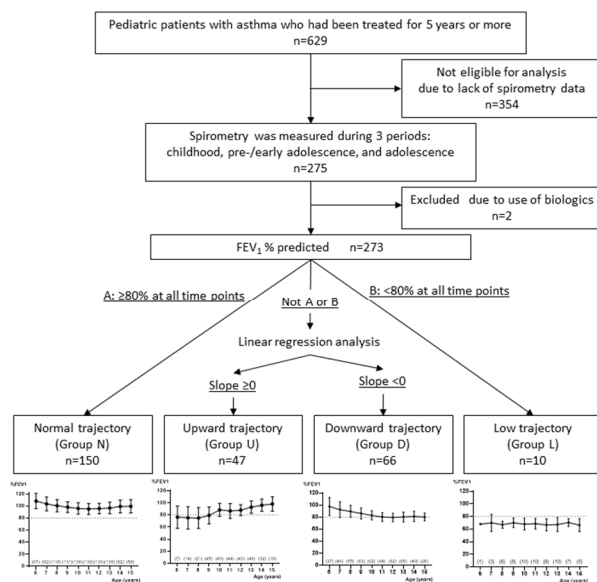 Pediatric patients with asthma who had been treated for 5 years or more
n=629
Not eligible for analysis
due to lack of spirometry data
n=354
Spirometry was measured during 3 periods:
childhood, pre-/early adolescence, and adolescence
n=275
Excluded due to use of biologics
n=2
FEV1 % predicted n=273
A: ≥80% at all time points
B: <80% at all time points
Not A or B
Linear regression analysis
Slope ≥0
Slope <0
Normal trajectory
(Group N)
n=150
Upward trajectory
(Group U)
n=47
Downward trajectory
(Group D)
n=66
Low trajectory
(Group L)
n=10
%FEV1
120
100
80
60
40
20
0
6 7 8 9 10 11 12 13 14 15 16
Age (years)
%FEV1
120
100
80
60
40
20
0
6 7 8 9 10 11 12 13 14 15
Age (years)
%FEV1
120
100
80
60
40
20
0
6 7 8 9 10 11 12 13 14 15 16
Age (years)
%FEV1
120
100
80
60
40
20
0
6 7 8 9 10 11 12 13 14 15 16
Age (years)